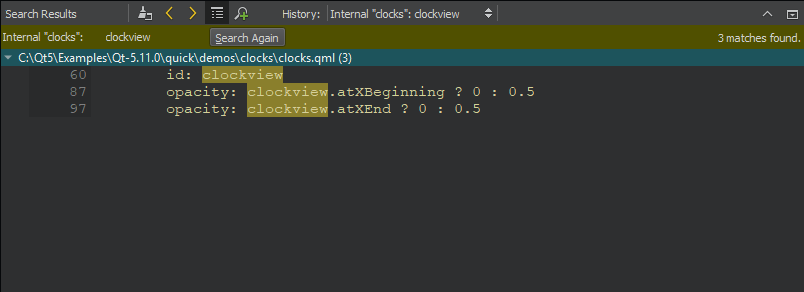 Search Results History: Internal "clocks": clockview
Internal "clocks": clockview Search Again 3 matches found.
C:\Qt5\Examples\Qt-5.11.0\quick\demos\clocks\clocks.qml (3)
60 id: clockview
87 opacity: clockview.atXBeginning ? 0 : 0.5
97 opacity: clockview.atXEnd ? 0 : 0.5